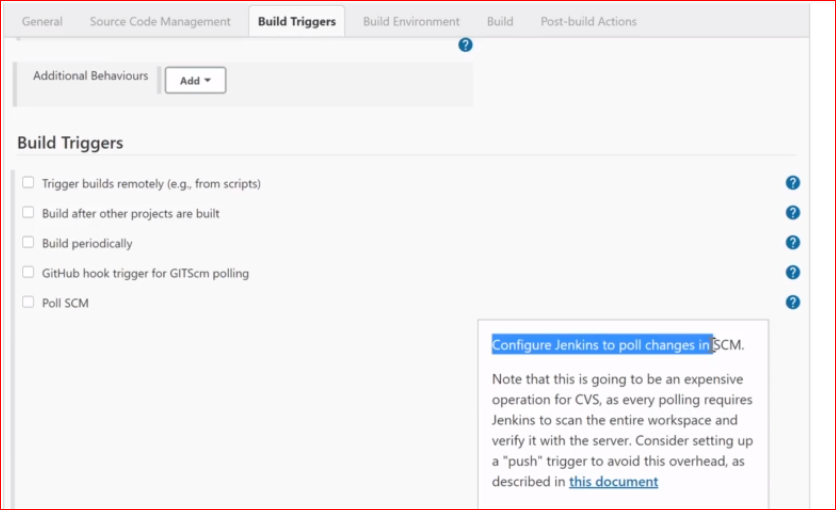 General Source Code Management Build Triggers Build Environment Build Post-build Actions
?
Additional Behaviours Add
Build Triggers
Trigger builds remotely (e.g., from scripts) ?
Build after other projects are built ?
Build periodically ?
GitHub hook trigger for GITScm polling ?
Poll SCM ?
Configure Jenkins to poll changes in SCM.
Note that this is going to be an expensive
operation for CVS, as every polling requires
Jenkins to scan the entire workspace and
verify it with the server. Consider setting up
a "push" trigger to avoid this overhead, as
described in this document